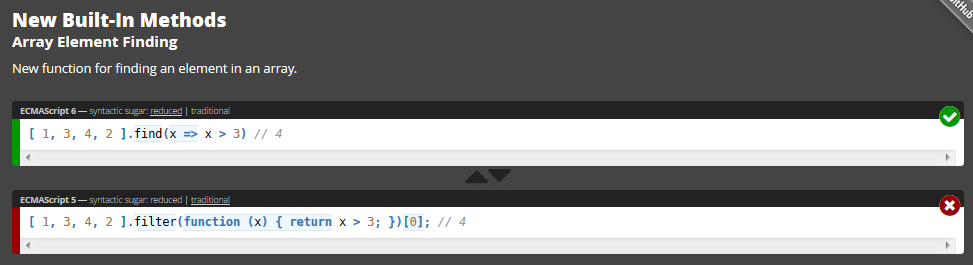 New Built-In Methods
Array Element Finding
New function for finding an element in an array.
ECMAScript 6 — syntactic sugar: reduced | traditional
[ 1, 3, 4, 2 ].find(x => x > 3) // 4
ECMAScript 5 — syntactic sugar: reduced | traditional
[ 1, 3, 4, 2 ].filter(function (x) { return x > 3; })[0]; // 4